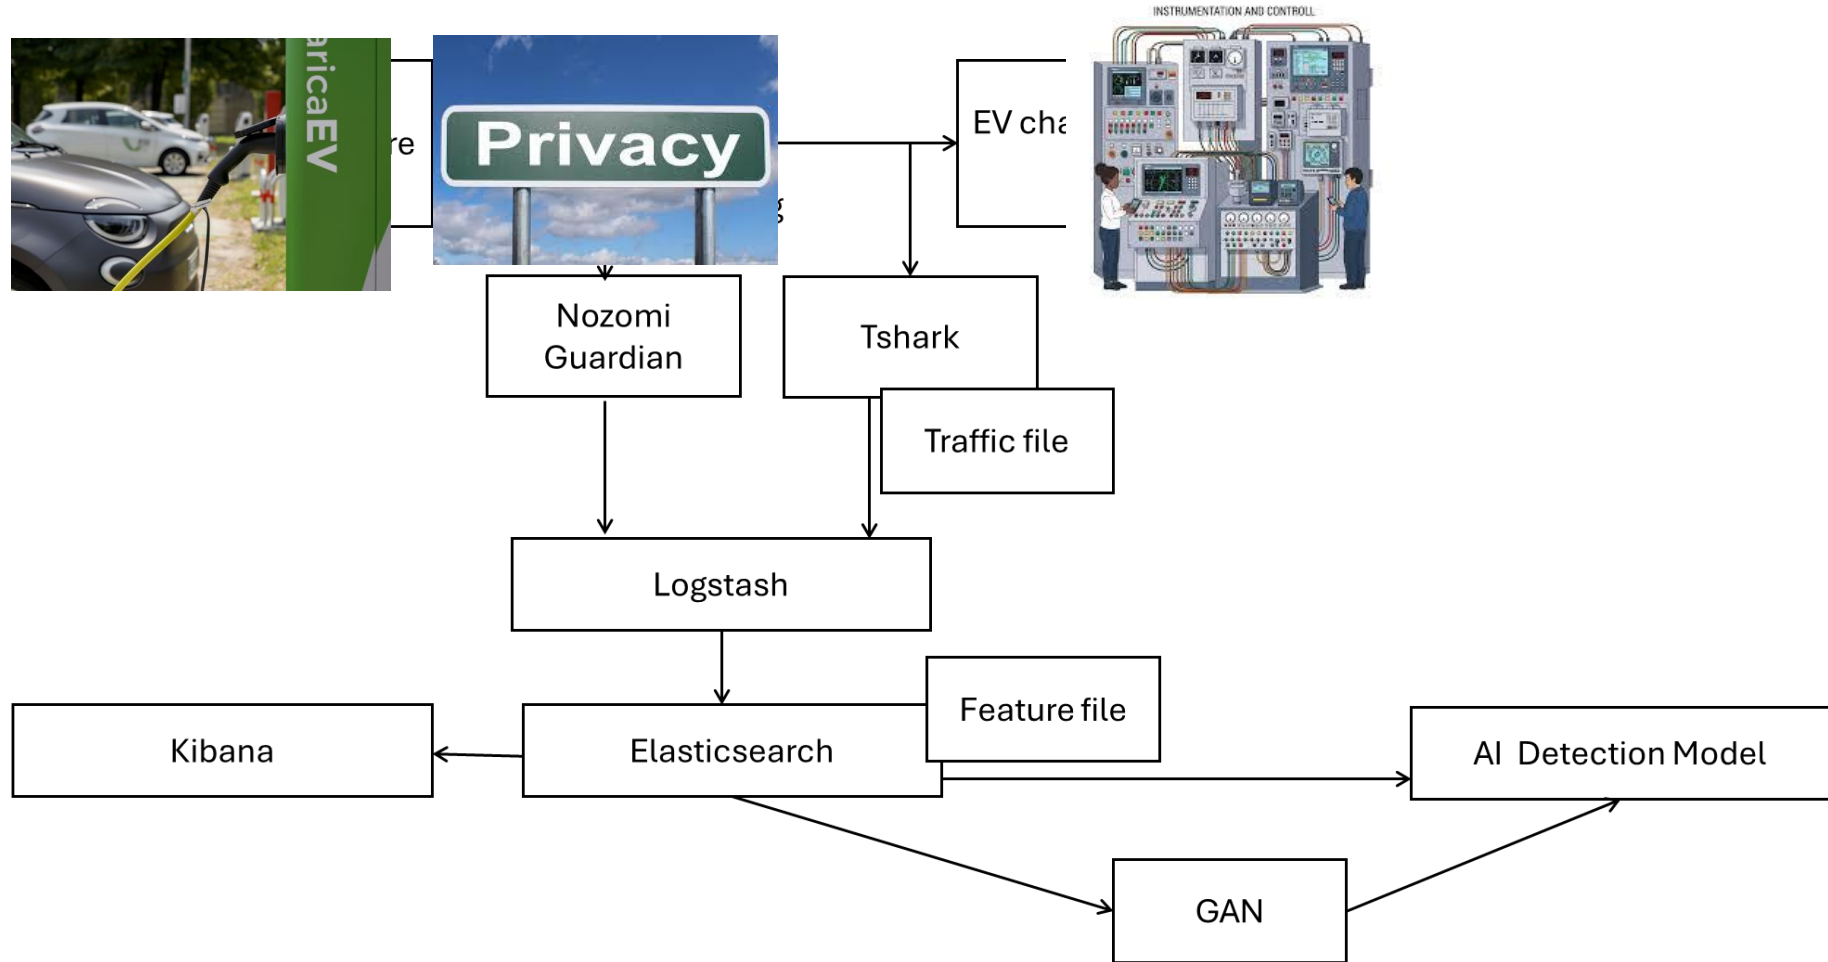 INSTRUMENTATION AND CONTROLL
aricaEV
re
Privacy
EV cha
g
Nozomi
Guardian
Tshark
Traffic file
Logstash
Feature file
Kibana
Elasticsearch
AI Detection Model
GAN